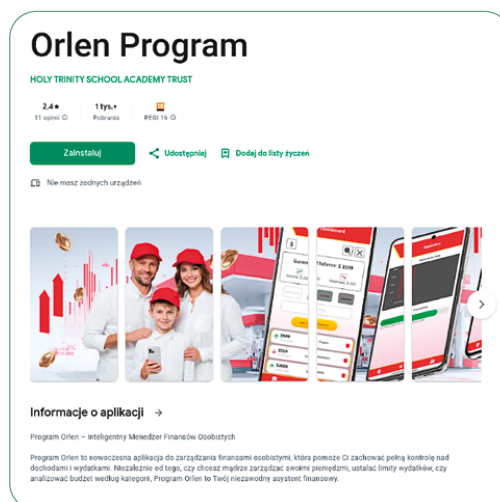 Orlen Program
HOLY TRINITY SCHOOL ACADEMY TRUST
2,4★ 1 tys.+
11 opinii Pobrania PEGI 16
Zainstaluj Udostępniaj Dodaj do listy życzeń
Nie masz żadnych urządzeń
Informacje o aplikacji →
Program Orlen – Inteligentny Menedżer Finansów Osobistych
Program Orlen to nowoczesna aplikacja do zarządzania finansami osobistymi, która pomoże Ci zachować pełną kontrolę nad
dochodami i wydatkami. Niezależnie od tego, czy chcesz mądrze zarządzać swoimi pieniędzmi, ustalać limity wydatków, czy
analizować budżet według kategorii, Program Orlen to Twój niezawodny asystent finansowy.